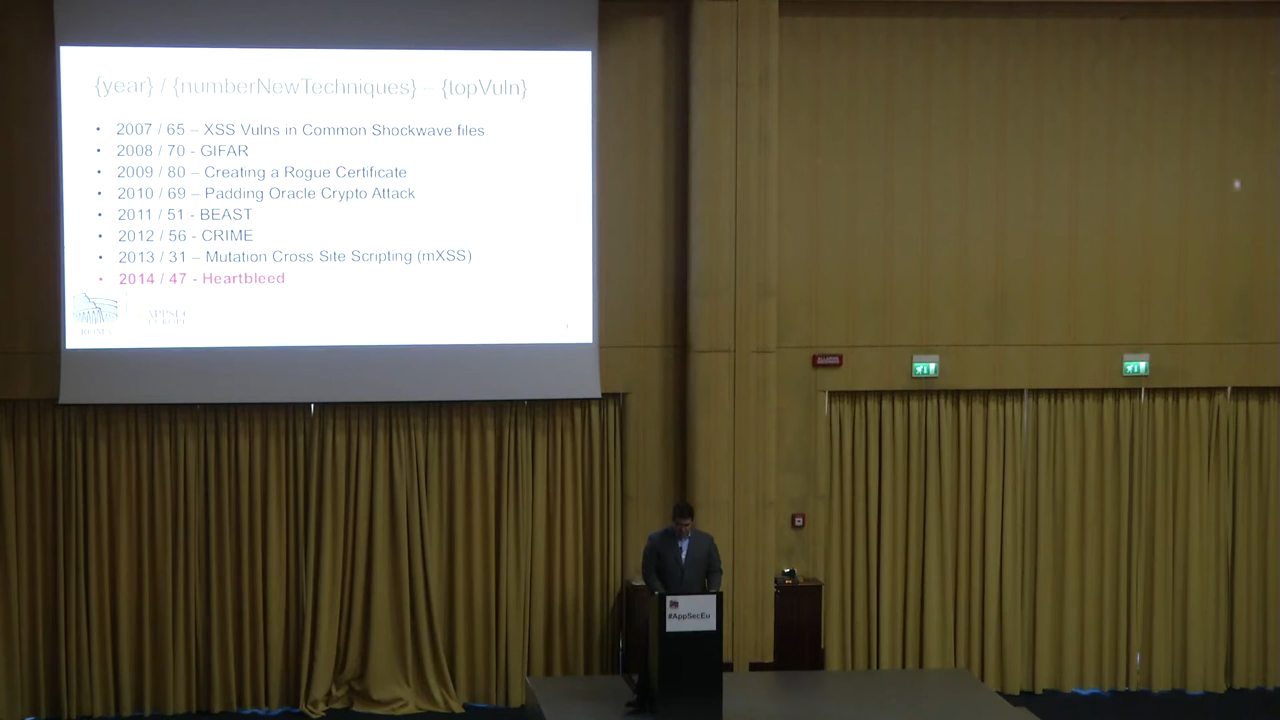 {year} / {numberNewTechniques} – {topVuln}
• 2007 / 65 – XSS Vulns in Common Shockwave files
• 2008 / 70 - GIFAR
• 2009 / 80 – Creating a Rogue Certificate
• 2010 / 69 – Padding Oracle Crypto Attack
• 2011 / 51 - BEAST
• 2012 / 56 - CRIME
• 2013 / 31 – Mutation Cross Site Scripting (mXSS)
• 2014 / 47 - Heartbleed
APPSEC
EUROPE
#AppSecEu